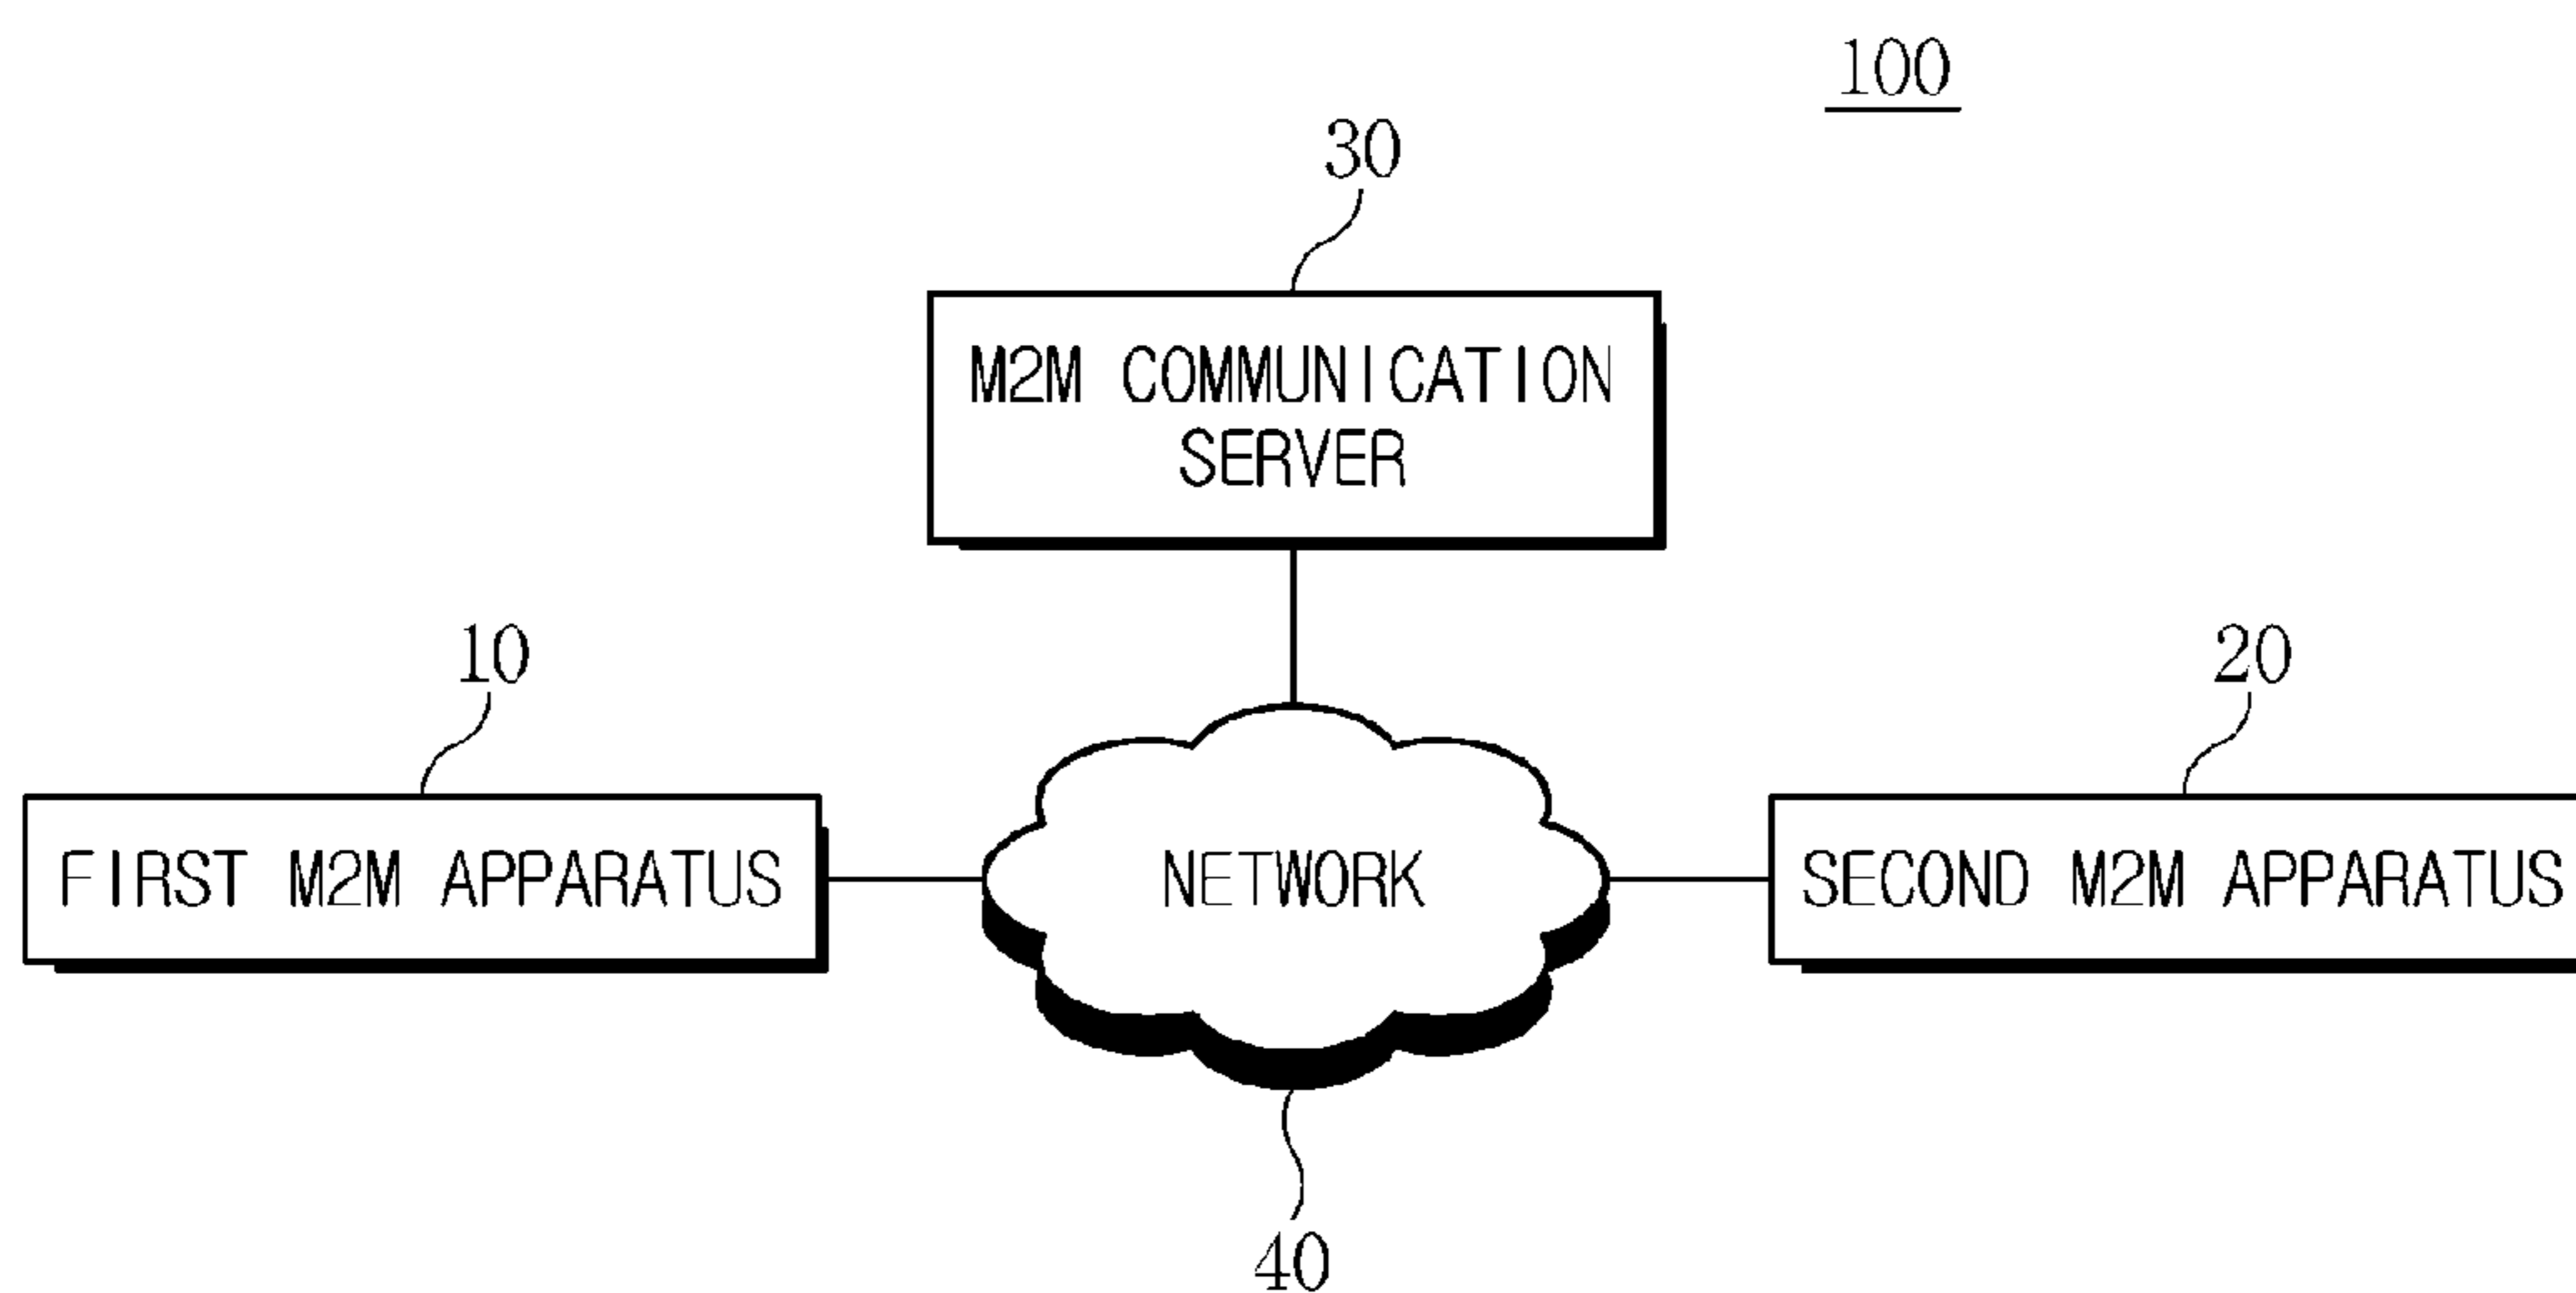 100
30
M2M COMMUNICATION
SERVER
10
20
FIRST M2M APPARATUS
NETWORK
SECOND M2M APPARATUS
40